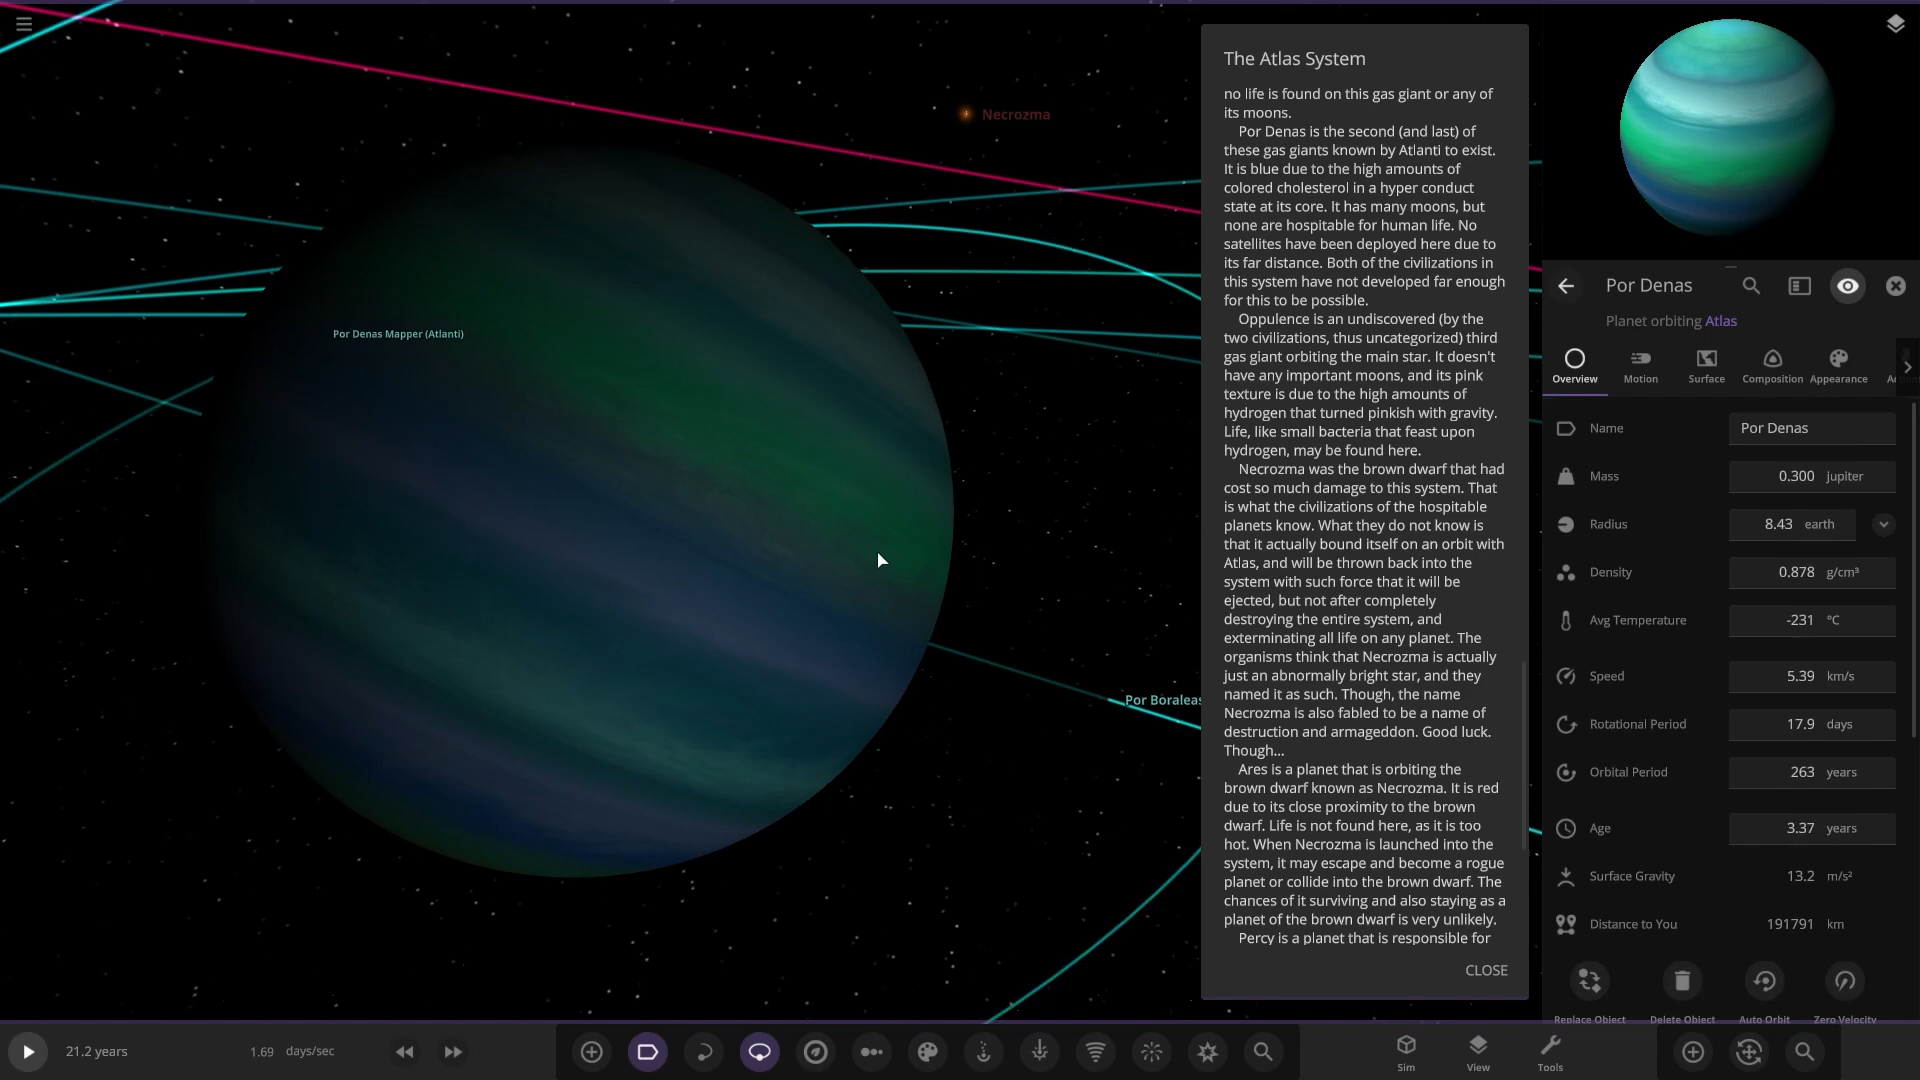 Necrozma
Por Denas Mapper (Atlanti)
Por Boraleas
The Atlas System
no life is found on this gas giant or any of
its moons.
Por Denas is the second (and last) of
these gas giants known by Atlanti to exist.
It is blue due to the high amounts of
colored cholesterol in a hyper conduct
state at its core. It has many moons, but
none are hospitable for human life. No
satellites have been deployed here due to
its far distance. Both of the civilizations in
this system have not developed far enough
for this to be possible.
Oppulence is an undiscovered (by the
two civilizations, thus uncategorized) third
gas giant orbiting the main star. It doesn't
have any important moons, and its pink
texture is due to the high amounts of
hydrogen that turned pinkish with gravity.
Life, like small bacteria that feast upon
hydrogen, may be found here.
Necrozma was the brown dwarf that had
cost so much damage to this system. That
is what the civilizations of the hospitable
planets know. What they do not know is
that it actually bound itself on an orbit with
Atlas, and will be thrown back into the
system with such force that it will be
ejected, but not after completely
destroying the entire system, and
exterminating all life on any planet. The
organisms think that Necrozma is actually
just an abnormally bright star, and they
named it as such. Though, the name
Necrozma is also fabled to be a name of
destruction and armageddon. Good luck.
Though...
Ares is a planet that is orbiting the
brown dwarf known as Necrozma. It is red
due to its close proximity to the brown
dwarf. Life is not found here, as it is too
hot. When Necrozma is launched into the
system, it may escape and become a rogue
planet or collide into the brown dwarf. The
chances of it surviving and also staying as a
planet of the brown dwarf is very unlikely.
Percy is a planet that is responsible for
CLOSE
Por Denas
Planet orbiting Atlas
Overview Motion Surface Composition Appearance
Name Por Denas
Mass 0.300 jupiter
Radius 8.43 earth
Density 0.878 g/cm³
Avg Temperature -231 °C
Speed 5.39 km/s
Rotational Period 17.9 days
Orbital Period 263 years
Age 3.37 years
Surface Gravity 13.2 m/s²
Distance to You 191791 km
Replace Object Delete Object Auto Orbit Zero Velocity
21.2 years 1.69 days/sec
Sim View Tools